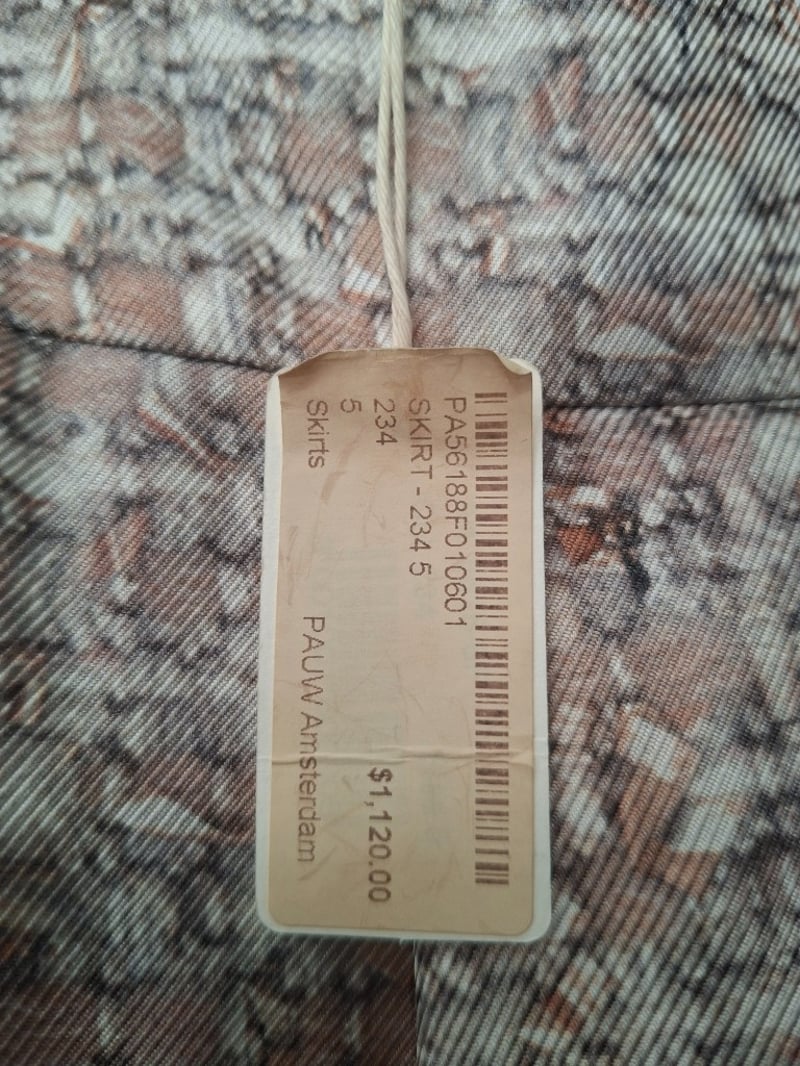 PA56188F010601
SKIRT - 234 5
234 $1,120.00
5
Skirts PAUW Amsterdam